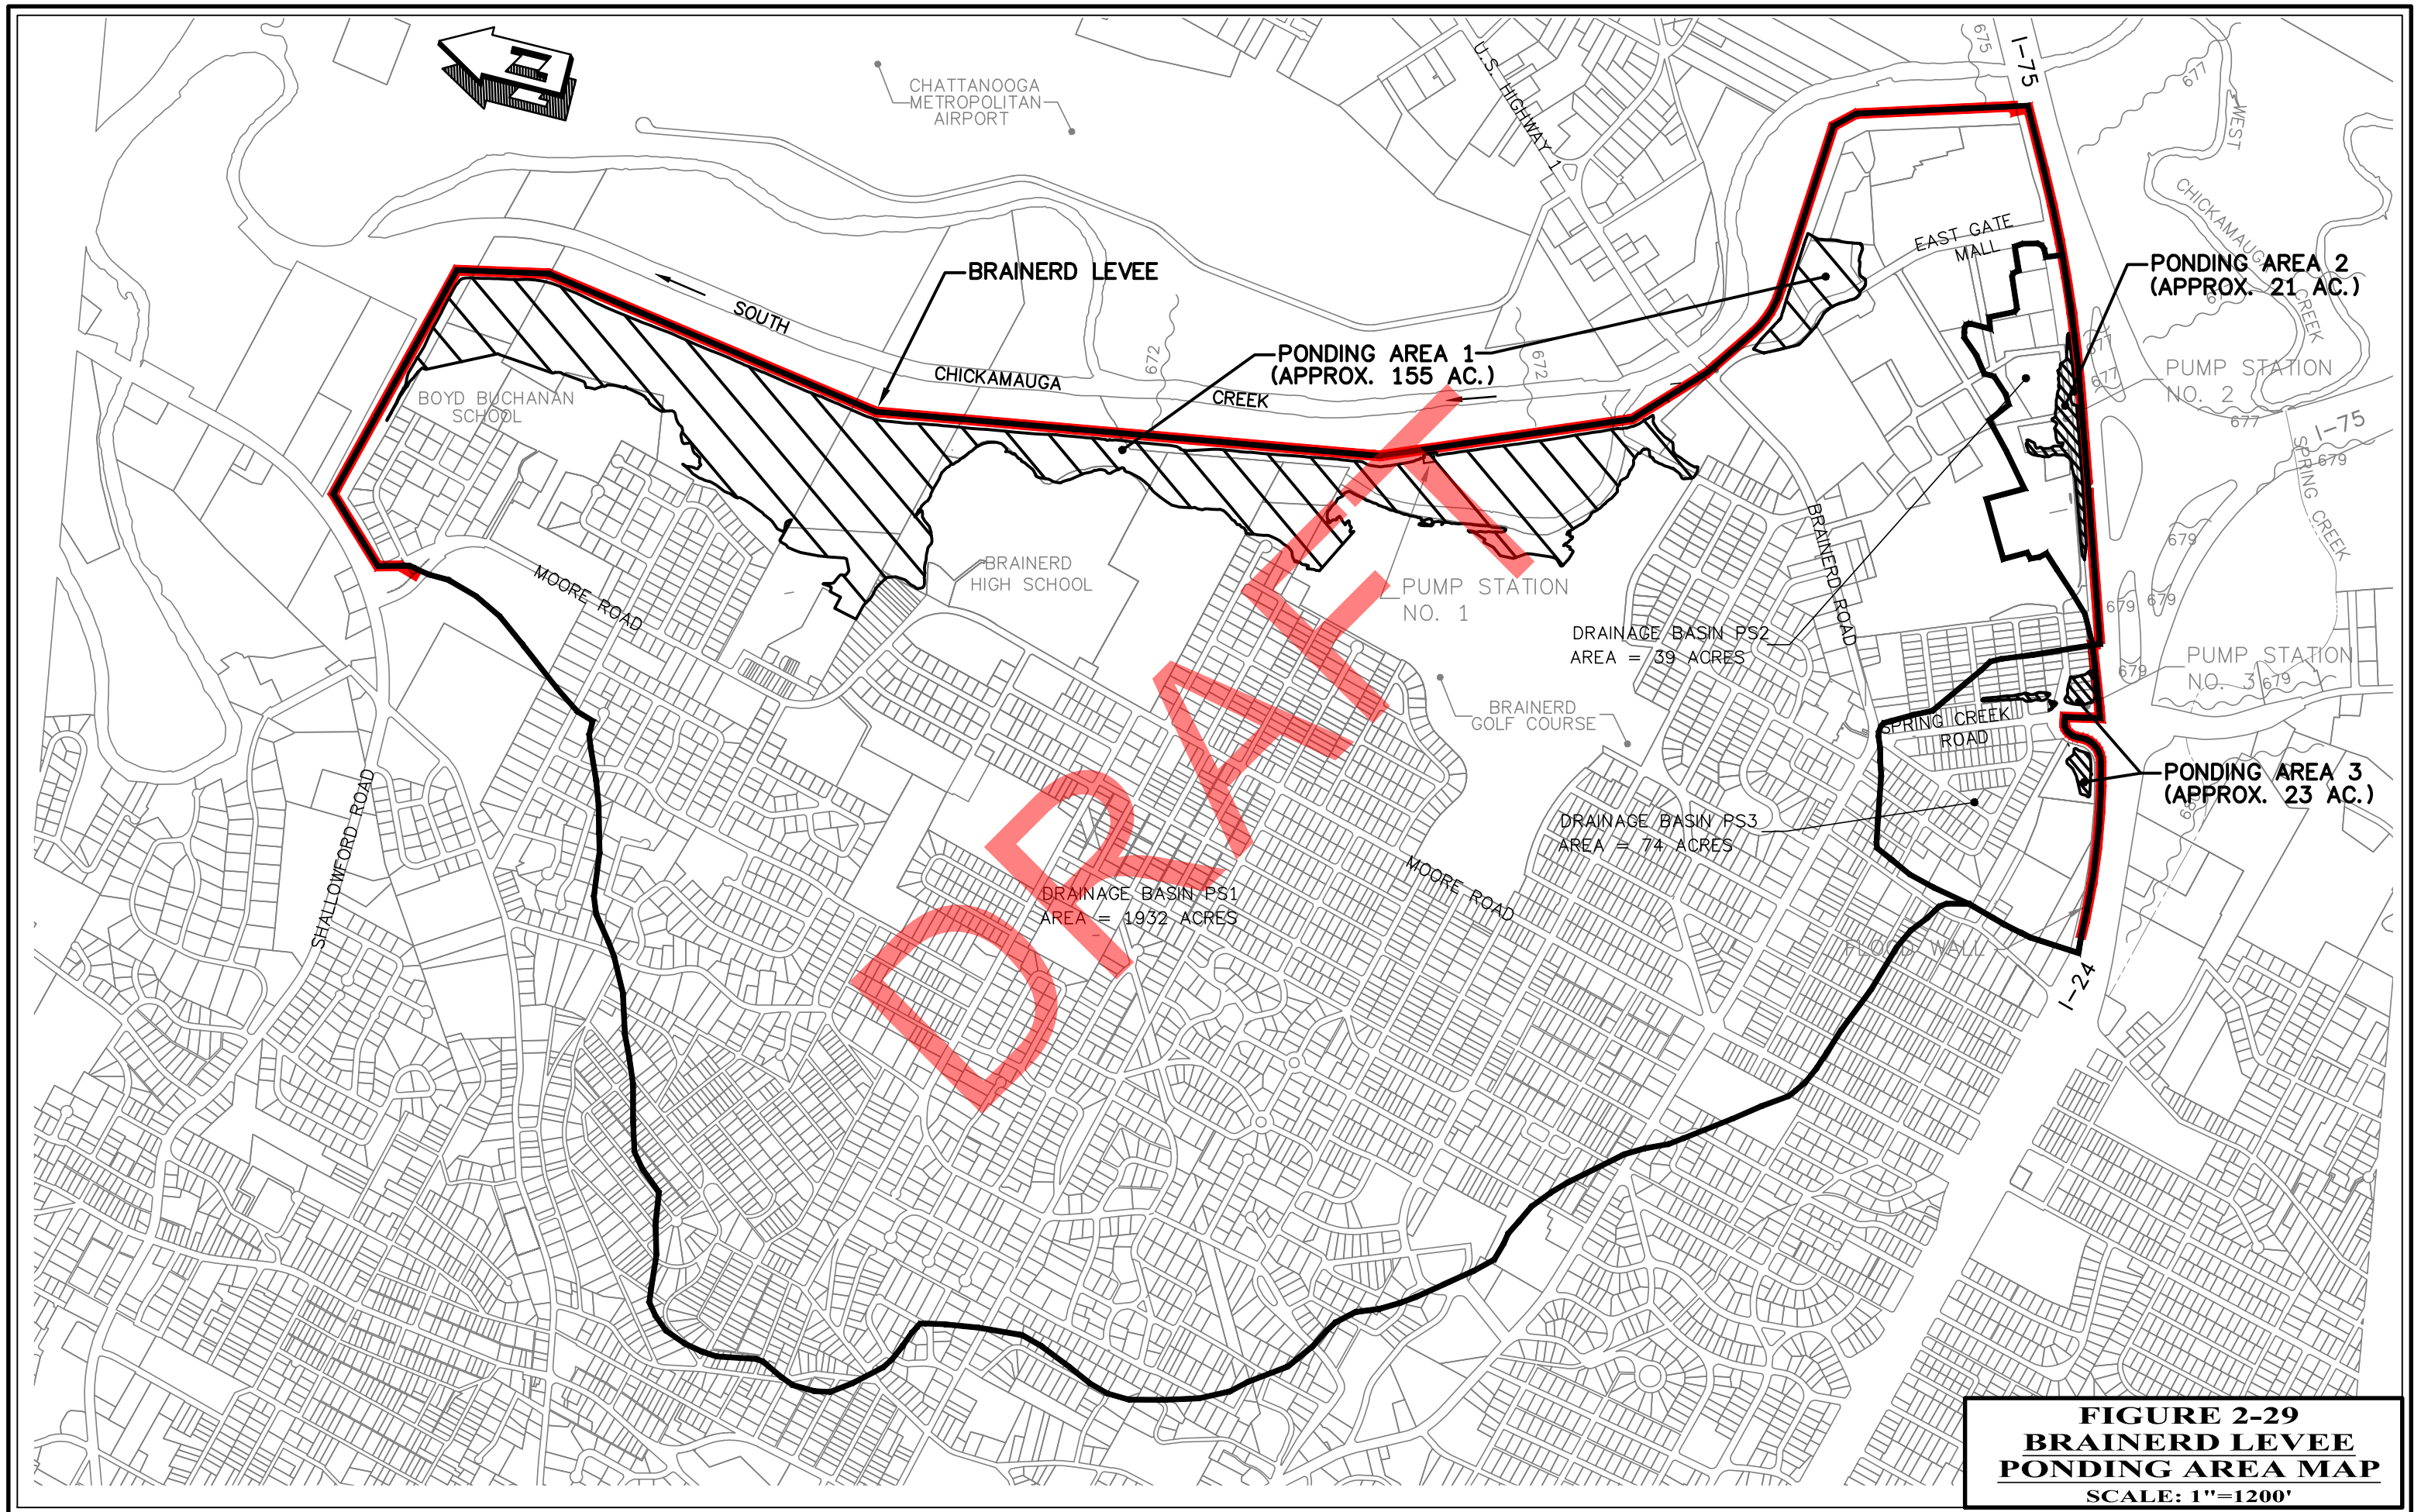 N
CHATTANOOGA
METROPOLITAN
AIRPORT
U.S. HIGHWAY 1
675
I-75
677
WEST
CHICKAMAUGA
CREEK
EAST GATE
MALL
PONDING AREA 2
(APPROX. 21 AC.)
BRAINERD LEVEE
SOUTH
CHICKAMAUGA
CREEK
672
672
PONDING AREA 1
(APPROX. 155 AC.)
677
677
677
PUMP STATION
NO. 2
I-75
679
SPRING CREEK
BOYD BUCHANAN
SCHOOL
MOORE ROAD
BRAINERD
HIGH SCHOOL
PUMP STATION
NO. 1
BRAINERD ROAD
679
679
679
679
679
DRAINAGE BASIN PS2
AREA = 39 ACRES
PUMP STATION
NO. 3
BRAINERD
GOLF COURSE
SPRING CREEK
ROAD
PONDING AREA 3
(APPROX. 23 AC.)
SHALLOWFORD ROAD
DRAINAGE BASIN PS3
AREA = 74 ACRES
MOORE ROAD
DRAINAGE BASIN PS1
AREA = 1932 ACRES
FLOOD WALL
I-24
DRAFT
FIGURE 2-29
BRAINERD LEVEE
PONDING AREA MAP
SCALE: 1"=1200'